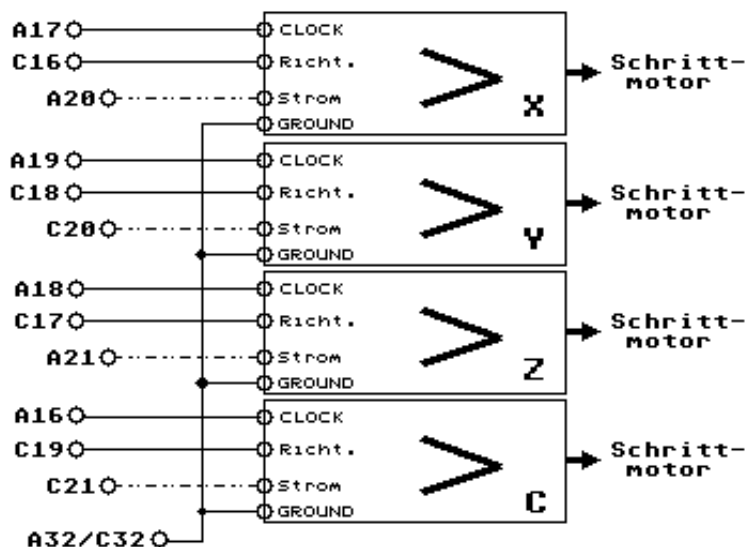 A17 CLOCK
C16 Richt. Schritt-
motor
A20 Strom
X
GROUND
A19 CLOCK
C18 Richt. Schritt-
motor
C20 Strom
Y
GROUND
A18 CLOCK
C17 Richt. Schritt-
motor
A21 Strom
Z
GROUND
A16 CLOCK
C19 Richt. Schritt-
motor
C21 Strom
C
GROUND
A32/C32